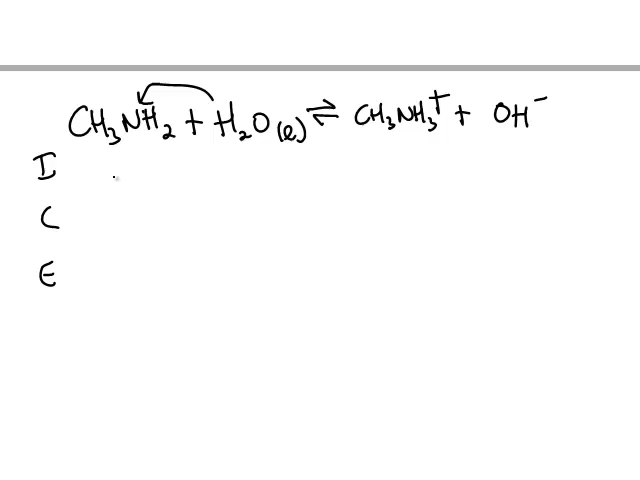 CH₃NH₂ + H₂O(l) ⇌ CH₃NH₃⁺ + OH⁻
I
C
E